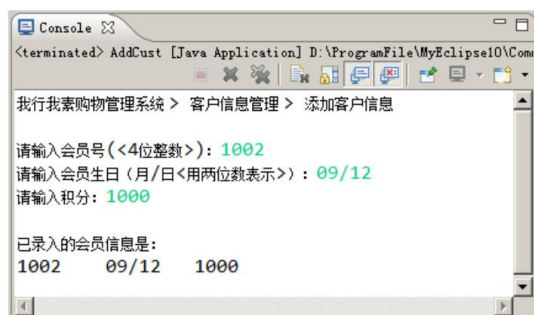 Console
<terminated> AddCust [Java Application] D:\ProgramFile\MyEclipse10\Com
我行我素购物管理系统 > 客户信息管理 > 添加客户信息
请输入会员号(<4位整数>): 1002
请输入会员生日（月/日<用两位数表示>）: 09/12
请输入积分: 1000
已录入的会员信息是:
1002 09/12 1000